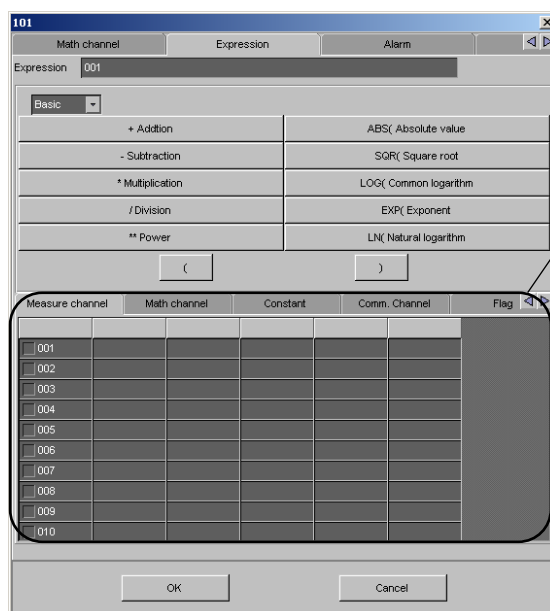 101
Math channel Expression Alarm
Expression 001
Basic
+ Addtion ABS( Absolute value
- Subtraction SQR( Square root
* Multiplication LOG( Common logarithm
/ Division EXP( Exponent
** Power LN( Natural logarithm
( )
Measure channel Math channel Constant Comm. Channel Flag
001
002
003
004
005
006
007
008
009
010
OK Cancel